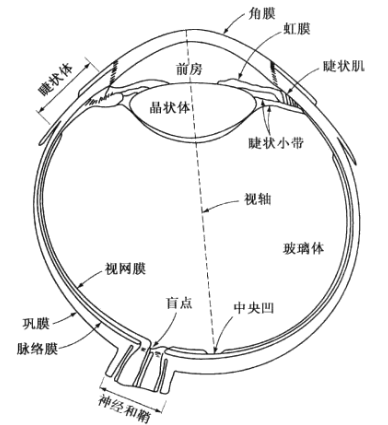 角膜
虹膜
睫状体
前房
睫状肌
晶状体
睫状小带
视轴
玻璃体
视网膜
盲点
中央凹
巩膜
脉络膜
神经和鞘